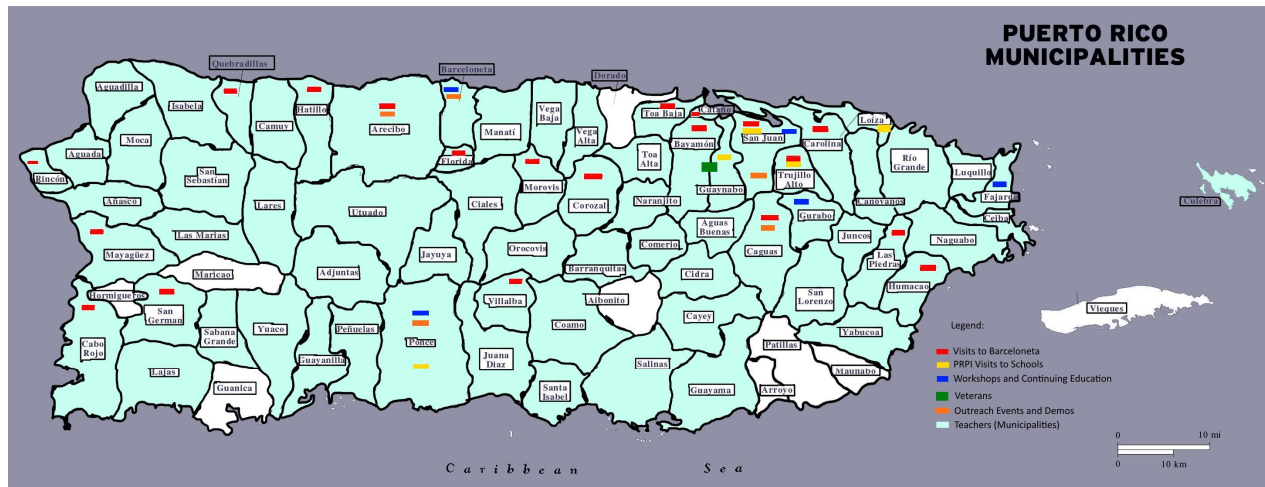 PUERTO RICO
MUNICIPALITIES
Quebradillas
Barceloneta
Dorado
Aguadilla
Isabela
Camuy
Hatillo
Arecibo
Manatí
Vega
Baja
Vega
Alta
Toa Baja
Cataño
San Juan
Carolina
Loíza
Moca
Aguada
Rincón
San
Sebastian
Florida
Morovis
Corozal
Toa
Alta
Bayamón
Guaynabo
Trujillo
Alto
Río
Grande
Luquillo
Fajardo
Ceiba
Culebra
Añasco
Lares
Utuado
Ciales
Naranjito
Canovanos
Las Marias
Mayagüez
Maricao
Adjuntas
Jayuya
Orocovis
Comerio
Aguas
Buenas
Caguas
Gurabo
Juncos
Las
Piedras
Naguabo
Barranquitas
Cidra
Humacao
Hormigueros
San
German
Sabana
Grande
Yuaco
Peñuelas
Ponce
Villalba
Coamo
Aibonito
Cayey
San
Lorenzo
Yabucoa
Vieques
Cabo
Rojo
Lajas
Guanica
Guayanilla
Juana
Diaz
Santa
Isabel
Salinas
Guayama
Patillas
Arroyo
Maunabo
Legend:
Visits to Barceloneta
PRPI Visits to Schools
Workshops and Continuing Education
Veterans
Outreach Events and Demos
Teachers (Municipalities)
0 10 mi
0 10 km
Caribbean Sea